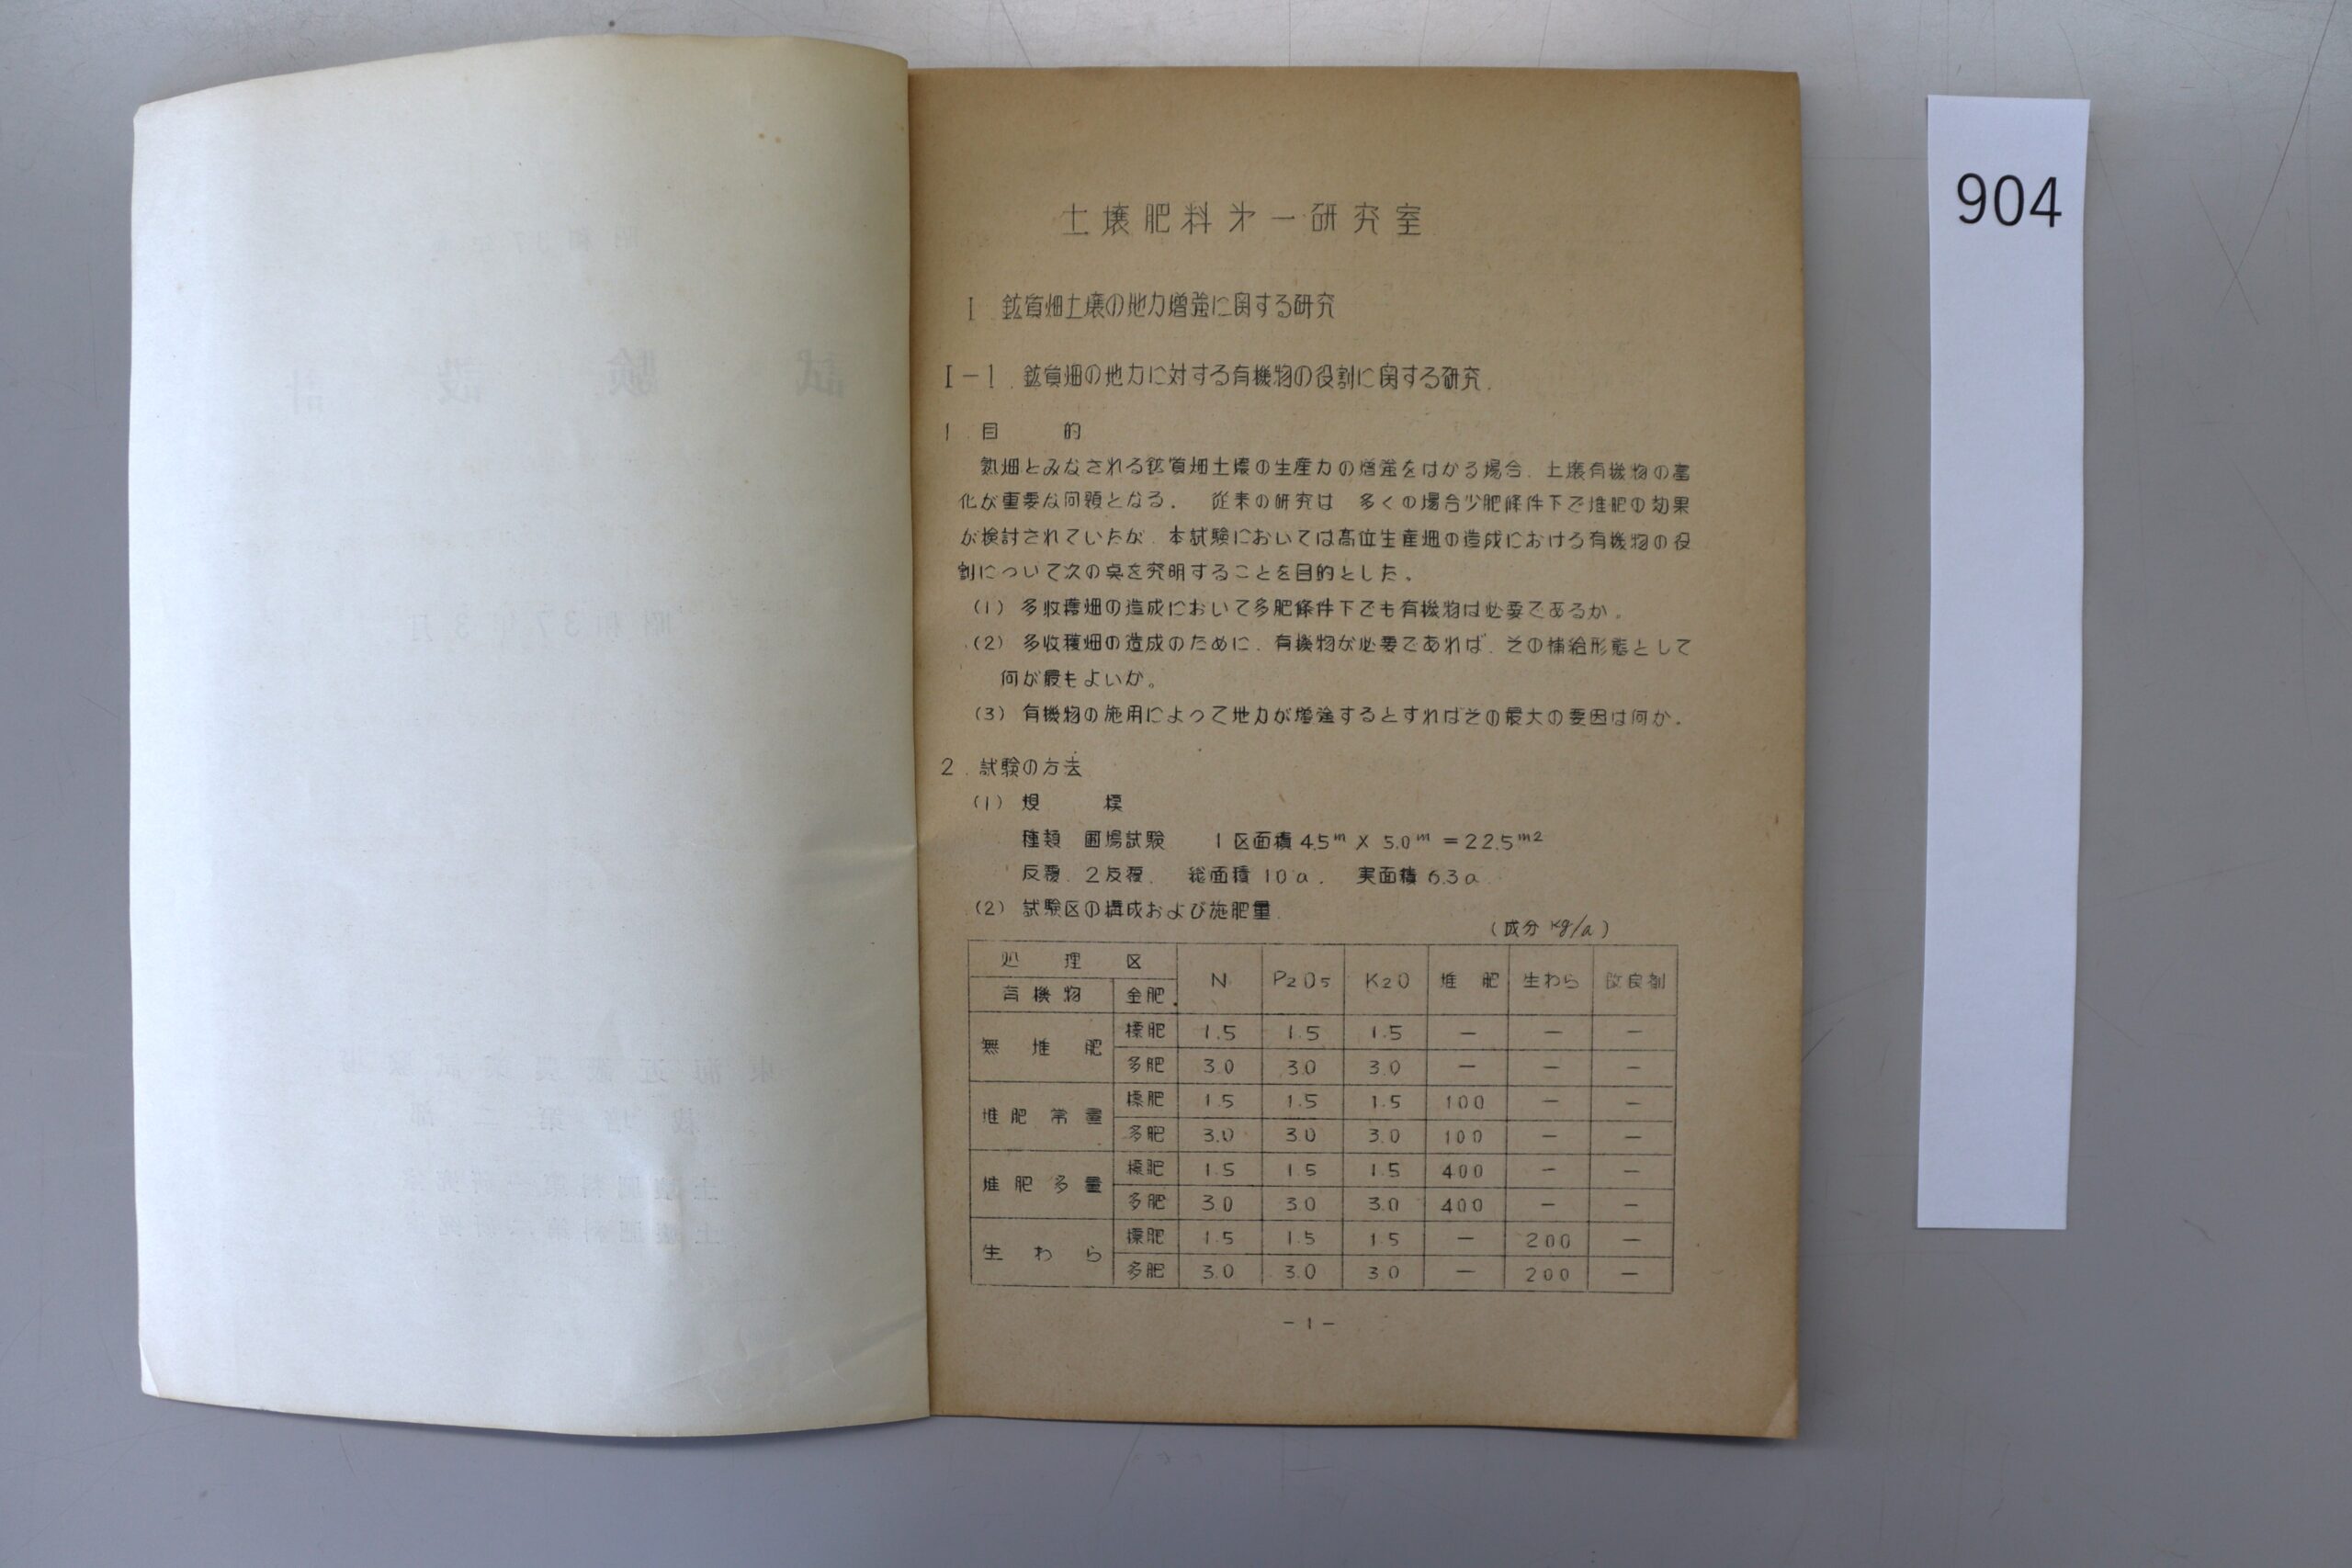 土壌肥料才一研究室
I 鉱質畑土壌の地力増強に関する研究
I-1. 鉱質畑の地力に対する有機物の役割に関する研究.
1. 目 的
熟畑とみなされる鉱質畑土壌の生産力の増強をはかる場合. 土壌有機物の富
化が重要な問題となる。 従来の研究は 多くの場合少肥條件下で堆肥の効果
が検討されていたが. 本試験においては高位生産畑の造成における有機物の役
割について次の点を究明することを目的とした。
(1) 多收穫畑の造成において多肥條件下でも有機物は必要であるか。
(2) 多收穫畑の造成のために. 有機物が必要であれば. その補給形態として
何が最もよいか。
(3) 有機物の施用によって地力が増強するとすればその最大の要因は何か。
2. 試験の方法
(1) 規 模
種類 圃場試験 1区面積 4.5m X 5.0m = 22.5m2
反覆. 2反覆. 総面積 10a. 実面積 6.3a
(2) 試験区の構成および施肥量.
(成分 kg/a)
処 理 区 N P2O5 K2O 堆 肥 生わら 改良剤
有機物 金肥
無 堆 肥 標肥 1.5 1.5 1.5 — — —
多肥 3.0 3.0 3.0 — — —
堆肥常量 標肥 1.5 1.5 1.5 100 — —
多肥 3.0 3.0 3.0 100 — —
堆肥多量 標肥 1.5 1.5 1.5 400 — —
多肥 3.0 3.0 3.0 400 — —
生 わ ら 標肥 1.5 1.5 1.5 — 200 —
多肥 3.0 3.0 3.0 — 200 —
- 1 -
904